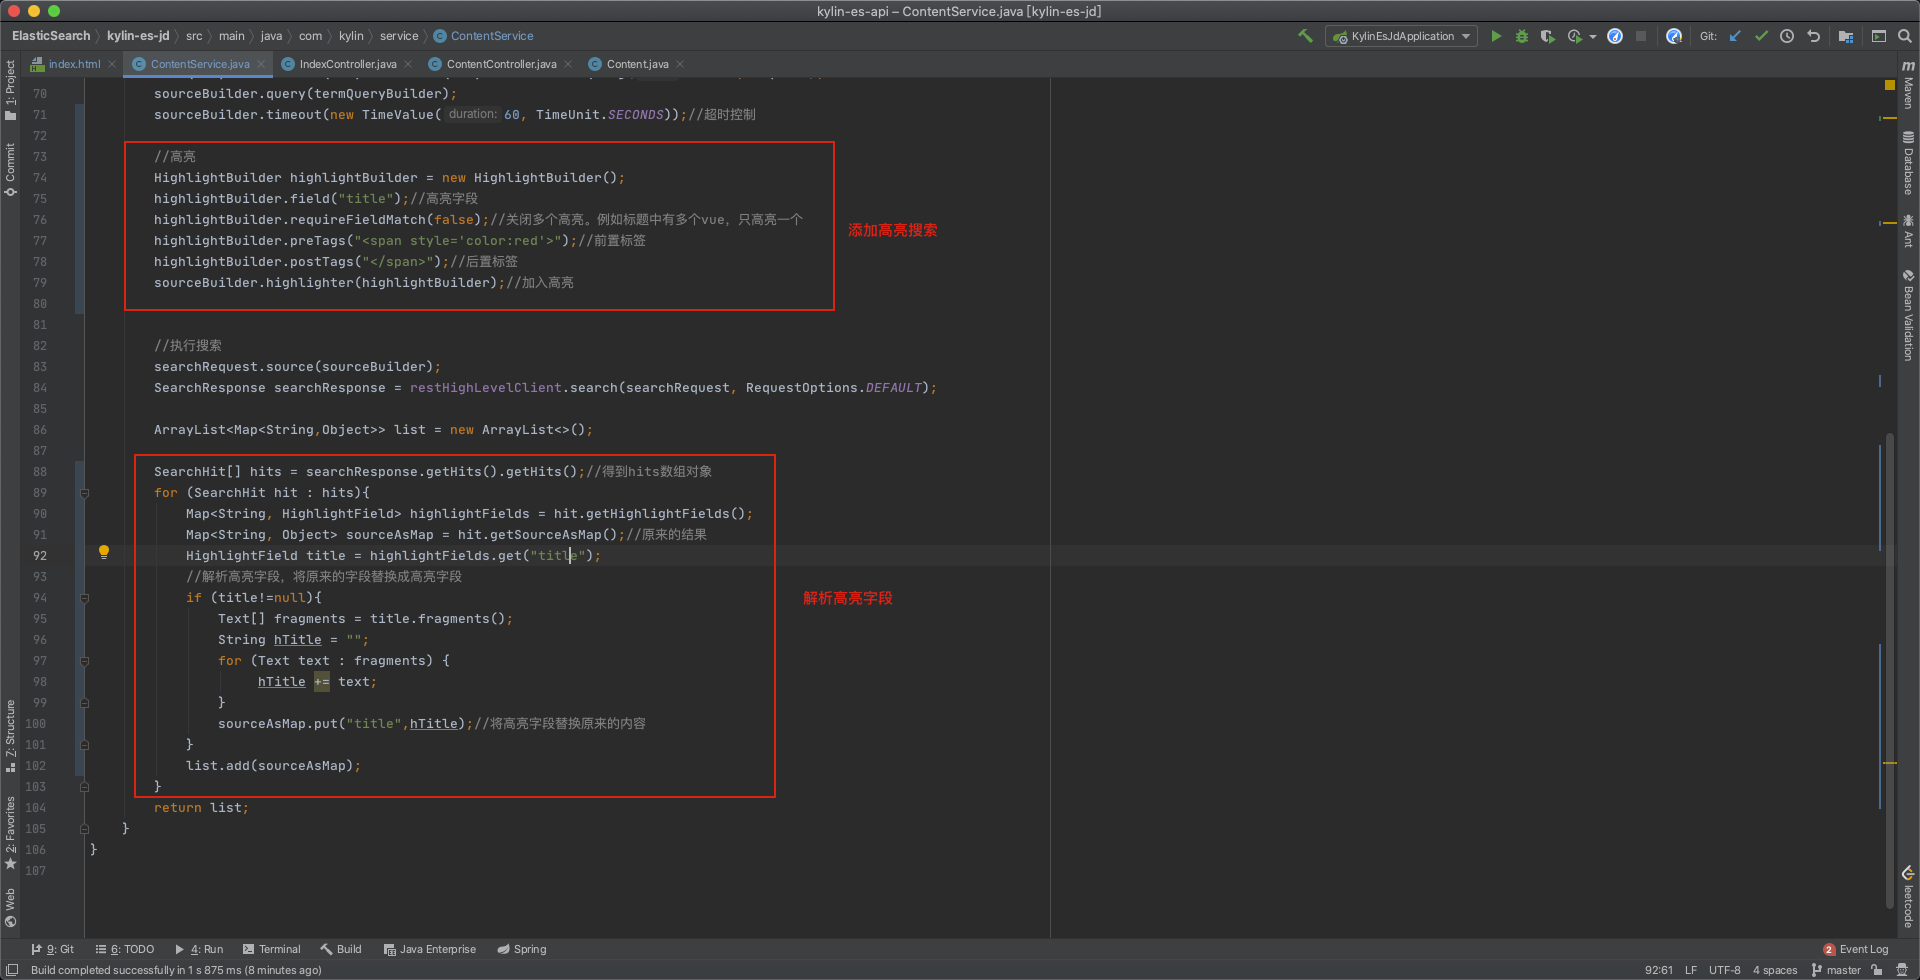 kylin-es-api – ContentService.java [kylin-es-jd]
ElasticSearch kylin-es-jd src main java com kylin service ContentService
KylinEsJdApplication Git:
index.html ContentService.java IndexController.java ContentController.java Content.java
1: Project
Commit
7: Structure
2: Favorites
Web
Maven
Database
Ant
Bean Validation
leetcode
70 sourceBuilder.query(termQueryBuilder);
71 sourceBuilder.timeout(new TimeValue( duration: 60, TimeUnit.SECONDS));//超时控制
72
73 //高亮
74 HighlightBuilder highlightBuilder = new HighlightBuilder();
75 highlightBuilder.field("title");//高亮字段
76 highlightBuilder.requireFieldMatch(false);//关闭多个高亮。例如标题中有多个vue，只高亮一个
77 highlightBuilder.preTags("<span style='color:red'>");//前置标签
添加高亮搜索
78 highlightBuilder.postTags("</span>");//后置标签
79 sourceBuilder.highlighter(highlightBuilder);//加入高亮
80
81
82 //执行搜索
83 searchRequest.source(sourceBuilder);
84 SearchResponse searchResponse = restHighLevelClient.search(searchRequest, RequestOptions.DEFAULT);
85
86 ArrayList<Map<String,Object>> list = new ArrayList<>();
87
88 SearchHit[] hits = searchResponse.getHits().getHits();//得到hits数组对象
89 for (SearchHit hit : hits){
90 Map<String, HighlightField> highlightFields = hit.getHighlightFields();
91 Map<String, Object> sourceAsMap = hit.getSourceAsMap();//原来的结果
92 HighlightField title = highlightFields.get("title");
93 //解析高亮字段，将原来的字段替换成高亮字段
94 if (title!=null){
解析高亮字段
95 Text[] fragments = title.fragments();
96 String hTitle = "";
97 for (Text text : fragments) {
98 hTitle += text;
99 }
100 sourceAsMap.put("title",hTitle);//将高亮字段替换原来的内容
101 }
102 list.add(sourceAsMap);
103 }
104 return list;
105 }
106 }
107
9: Git 6: TODO 4: Run Terminal Build Java Enterprise Spring 2 Event Log
Build completed successfully in 1 s 875 ms (8 minutes ago) 92:61 LF UTF-8 4 spaces master